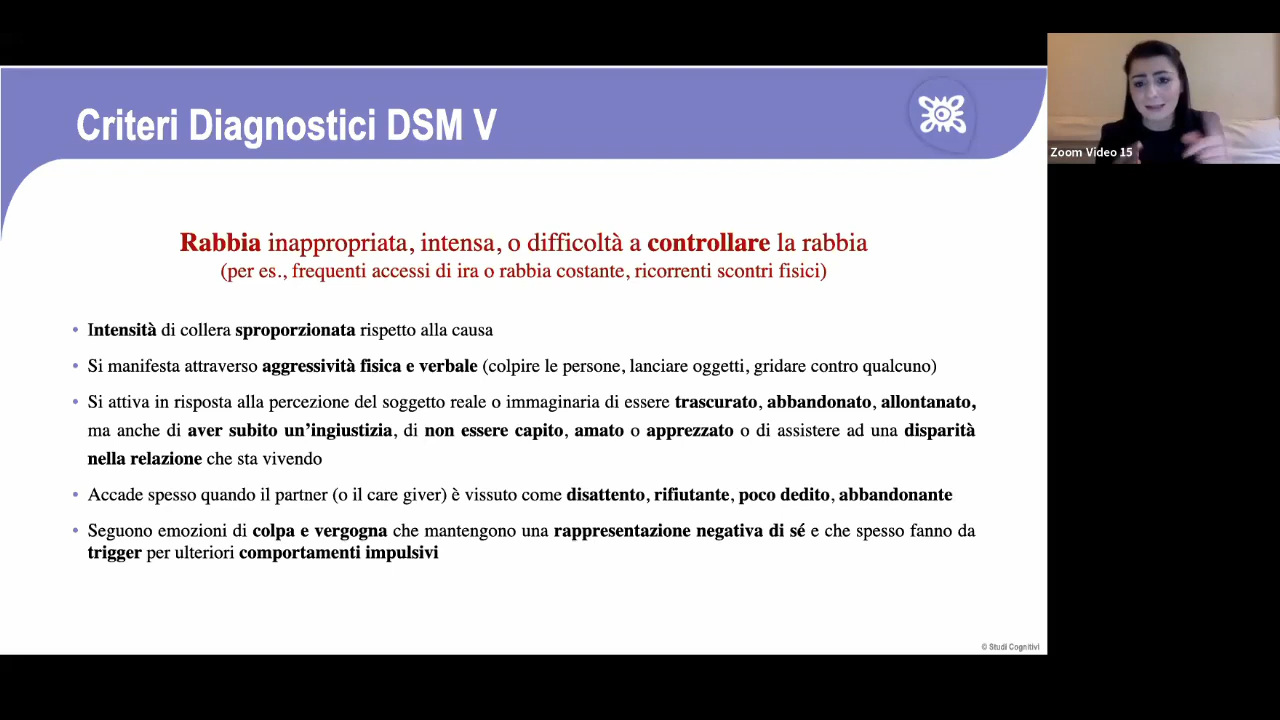 Criteri Diagnostici DSM V
Zoom Video 15
Rabbia inappropriata, intensa, o difficoltà a controllare la rabbia
(per es., frequenti accessi di ira o rabbia costante, ricorrenti scontri fisici)
• Intensità di collera sproporzionata rispetto alla causa
• Si manifesta attraverso aggressività fisica e verbale (colpire le persone, lanciare oggetti, gridare contro qualcuno)
• Si attiva in risposta alla percezione del soggetto reale o immaginaria di essere trascurato, abbandonato, allontanato,
ma anche di aver subito un'ingiustizia, di non essere capito, amato o apprezzato o di assistere ad una disparità
nella relazione che sta vivendo
• Accade spesso quando il partner (o il care giver) è vissuto come disattento, rifiutante, poco dedito, abbandonante
• Seguono emozioni di colpa e vergogna che mantengono una rappresentazione negativa di sé e che spesso fanno da
trigger per ulteriori comportamenti impulsivi
© Studi Cognitivi